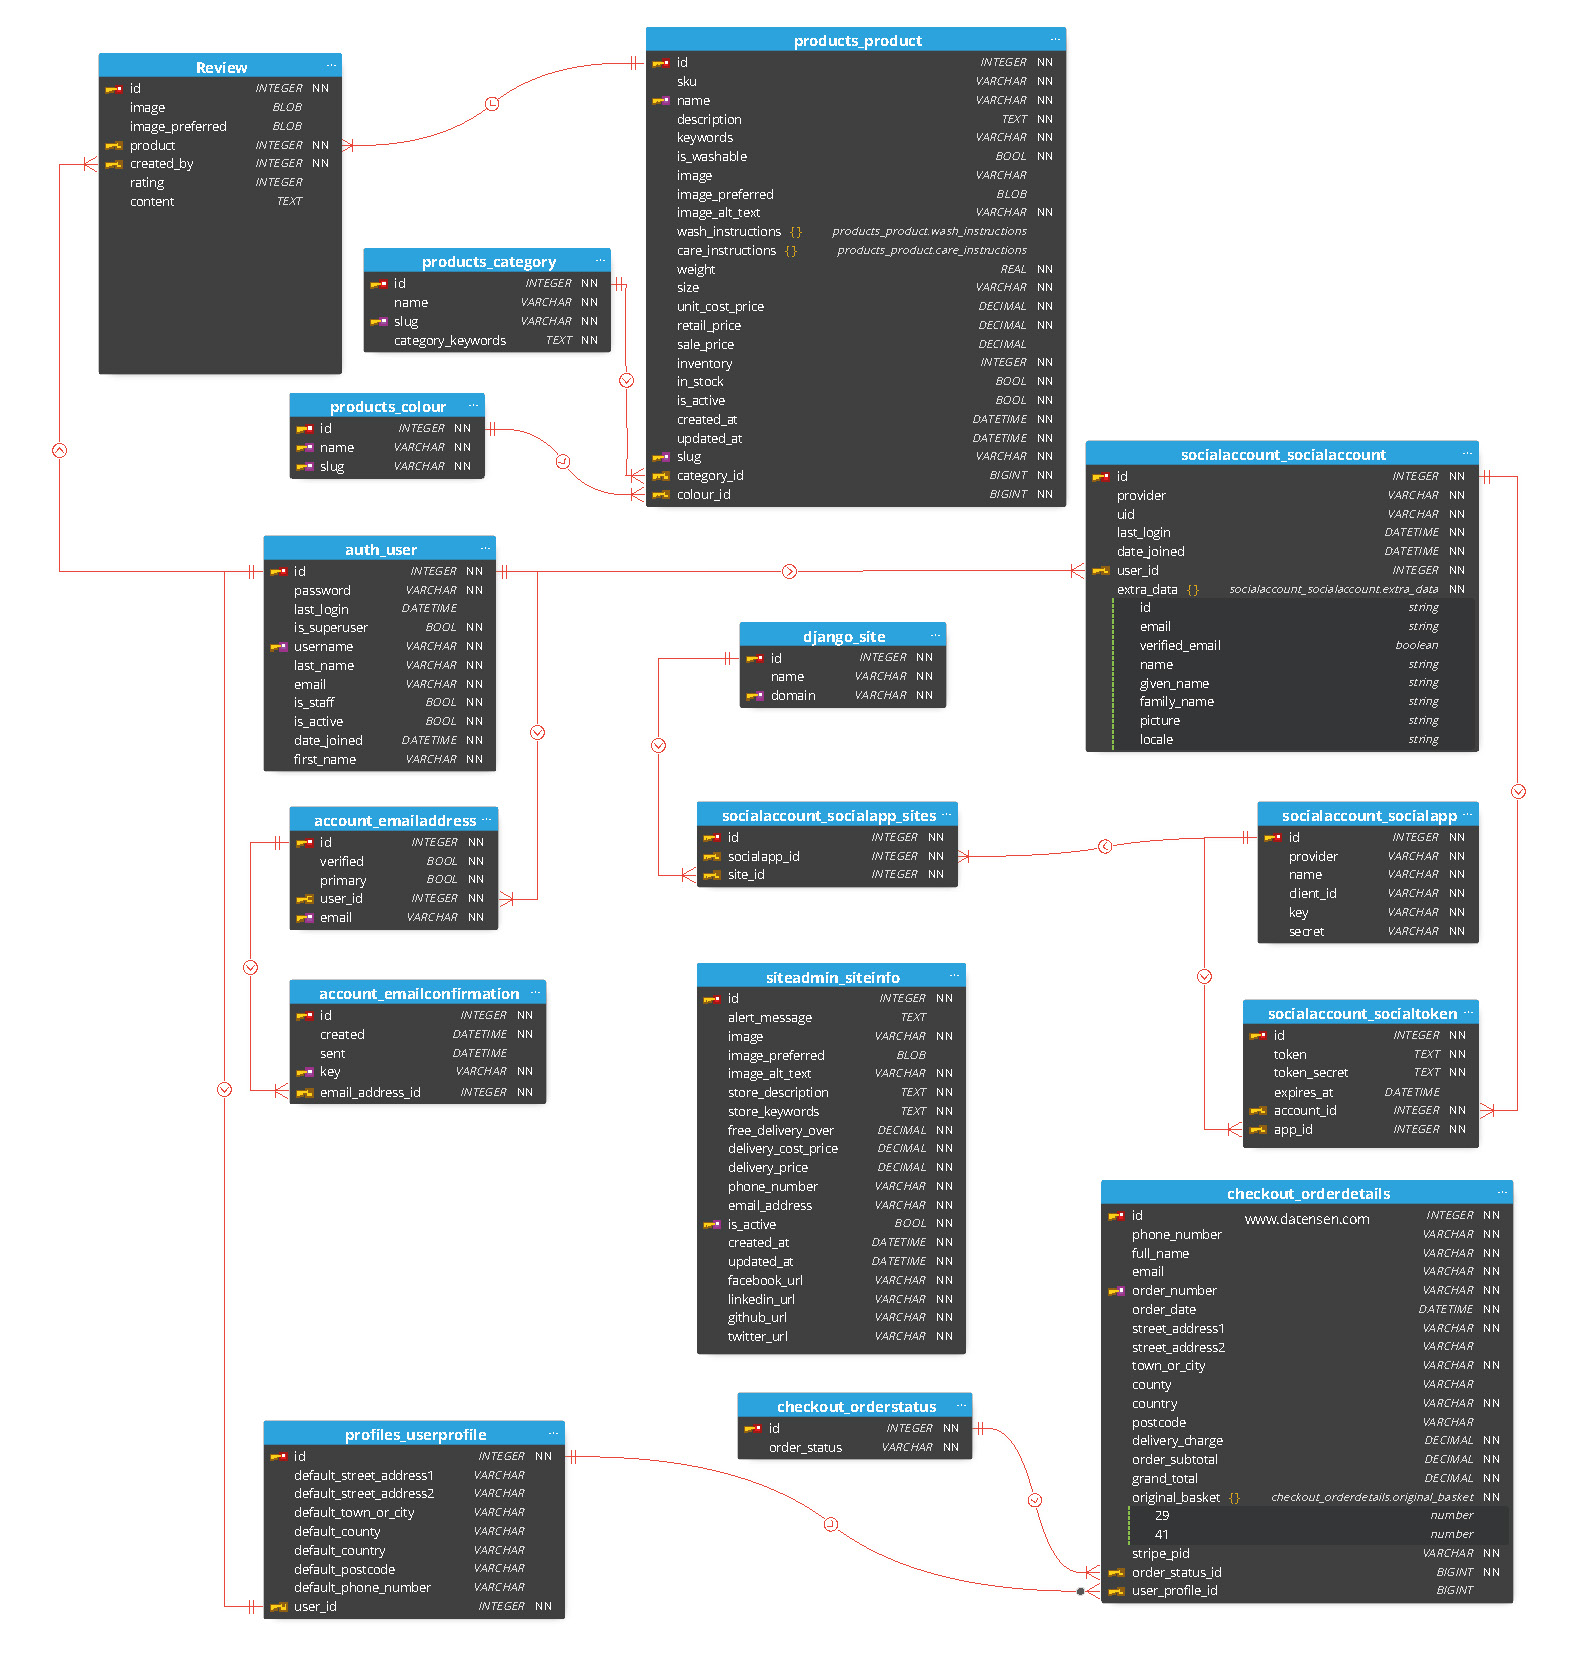 Review ...
id INTEGER NN
image BLOB
image_preferred BLOB
product INTEGER NN
created_by INTEGER NN
rating INTEGER
content TEXT
products_product ...
id INTEGER NN
sku VARCHAR NN
name VARCHAR NN
description TEXT NN
keywords VARCHAR NN
is_washable BOOL NN
image VARCHAR
image_preferred BLOB
image_alt_text VARCHAR NN
wash_instructions {} products_product.wash_instructions
care_instructions {} products_product.care_instructions
weight REAL NN
size VARCHAR NN
unit_cost_price DECIMAL NN
retail_price DECIMAL NN
sale_price DECIMAL
inventory INTEGER NN
in_stock BOOL NN
is_active BOOL NN
created_at DATETIME NN
updated_at DATETIME NN
slug VARCHAR NN
category_id BIGINT NN
colour_id BIGINT NN
products_category ...
id INTEGER NN
name VARCHAR NN
slug VARCHAR NN
category_keywords TEXT NN
products_colour ...
id INTEGER NN
name VARCHAR NN
slug VARCHAR NN
socialaccount_socialaccount ...
id INTEGER NN
provider VARCHAR NN
uid VARCHAR NN
last_login DATETIME NN
date_joined DATETIME NN
user_id INTEGER NN
extra_data {} socialaccount_socialaccount.extra_data NN
id string
email string
verified_email boolean
name string
given_name string
family_name string
picture string
locale string
auth_user ...
id INTEGER NN
password VARCHAR NN
last_login DATETIME
is_superuser BOOL NN
username VARCHAR NN
last_name VARCHAR NN
email VARCHAR NN
is_staff BOOL NN
is_active BOOL NN
date_joined DATETIME NN
first_name VARCHAR NN
django_site ...
id INTEGER NN
name VARCHAR NN
domain VARCHAR NN
account_emailaddress ...
id INTEGER NN
verified BOOL NN
primary BOOL NN
user_id INTEGER NN
email VARCHAR NN
socialaccount_socialapp_sites ...
id INTEGER NN
socialapp_id INTEGER NN
site_id INTEGER NN
socialaccount_socialapp ...
id INTEGER NN
provider VARCHAR NN
name VARCHAR NN
client_id VARCHAR NN
key VARCHAR NN
secret VARCHAR NN
account_emailconfirmation ...
id INTEGER NN
created DATETIME NN
sent DATETIME
key VARCHAR NN
email_address_id INTEGER NN
siteadmin_siteinfo ...
id INTEGER NN
alert_message TEXT
image VARCHAR NN
image_preferred BLOB
image_alt_text VARCHAR NN
store_description TEXT NN
store_keywords TEXT NN
free_delivery_over DECIMAL NN
delivery_cost_price DECIMAL NN
delivery_price DECIMAL NN
phone_number VARCHAR NN
email_address VARCHAR NN
is_active BOOL NN
created_at DATETIME NN
updated_at DATETIME NN
facebook_url VARCHAR NN
linkedin_url VARCHAR NN
github_url VARCHAR NN
twitter_url VARCHAR NN
socialaccount_socialtoken ...
id INTEGER NN
token TEXT NN
token_secret TEXT NN
expires_at DATETIME
account_id INTEGER NN
app_id INTEGER NN
checkout_orderdetails ...
id www.datensen.com INTEGER NN
phone_number VARCHAR NN
full_name VARCHAR NN
email VARCHAR NN
order_number VARCHAR NN
order_date DATETIME NN
street_address1 VARCHAR NN
street_address2 VARCHAR
town_or_city VARCHAR NN
county VARCHAR
country VARCHAR NN
postcode VARCHAR
delivery_charge DECIMAL NN
order_subtotal DECIMAL NN
grand_total DECIMAL NN
original_basket {} checkout_orderdetails.original_basket NN
29 number
41 number
stripe_pid VARCHAR NN
order_status_id BIGINT NN
user_profile_id BIGINT
checkout_orderstatus ...
id INTEGER NN
order_status VARCHAR NN
profiles_userprofile ...
id INTEGER NN
default_street_address1 VARCHAR
default_street_address2 VARCHAR
default_town_or_city VARCHAR
default_county VARCHAR
default_country VARCHAR
default_postcode VARCHAR
default_phone_number VARCHAR
user_id INTEGER NN